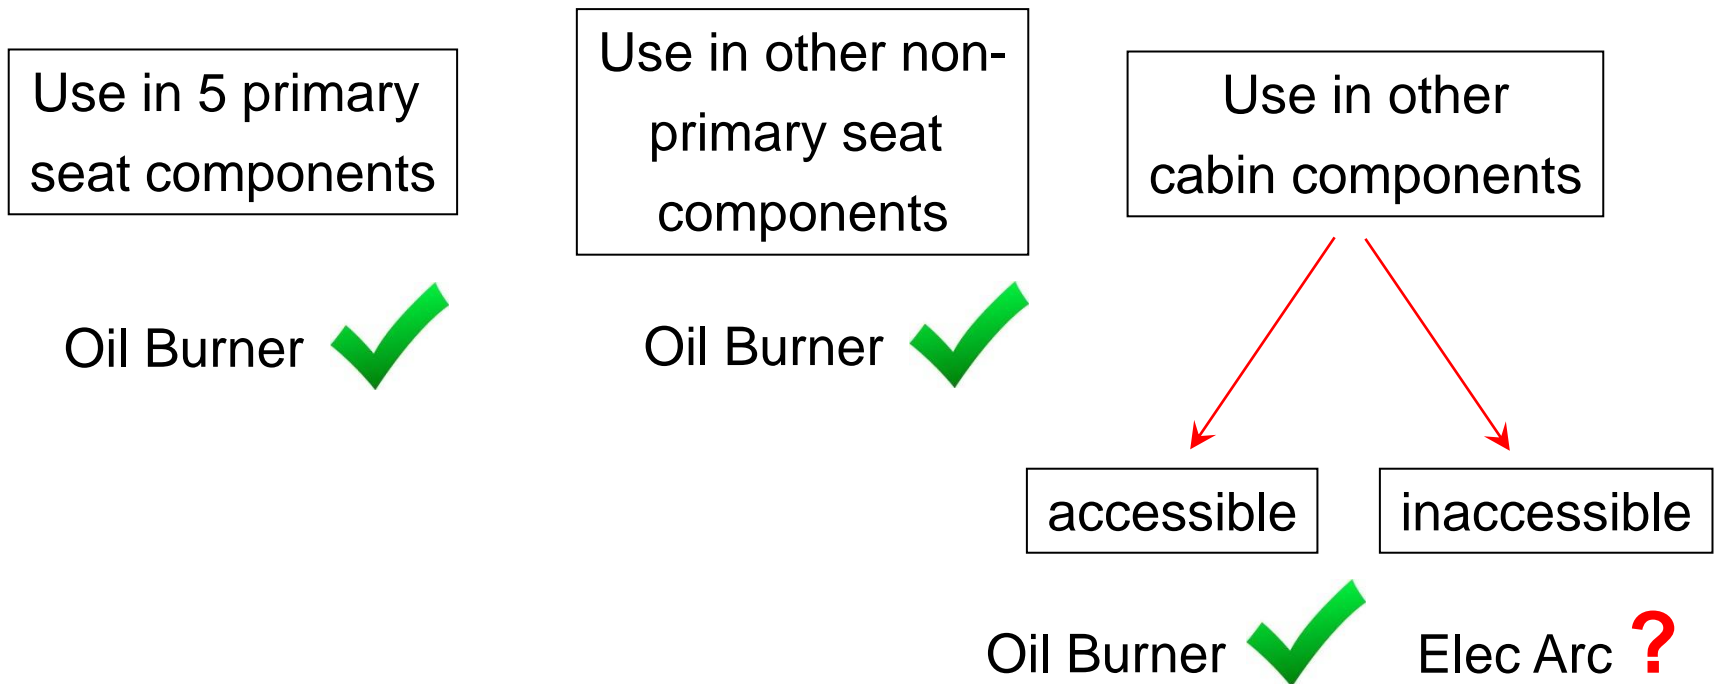 Use in 5 primary
seat components
Oil Burner
Use in other non-
primary seat
components
Oil Burner
Use in other
cabin components
accessible
inaccessible
Oil Burner
Elec Arc ?